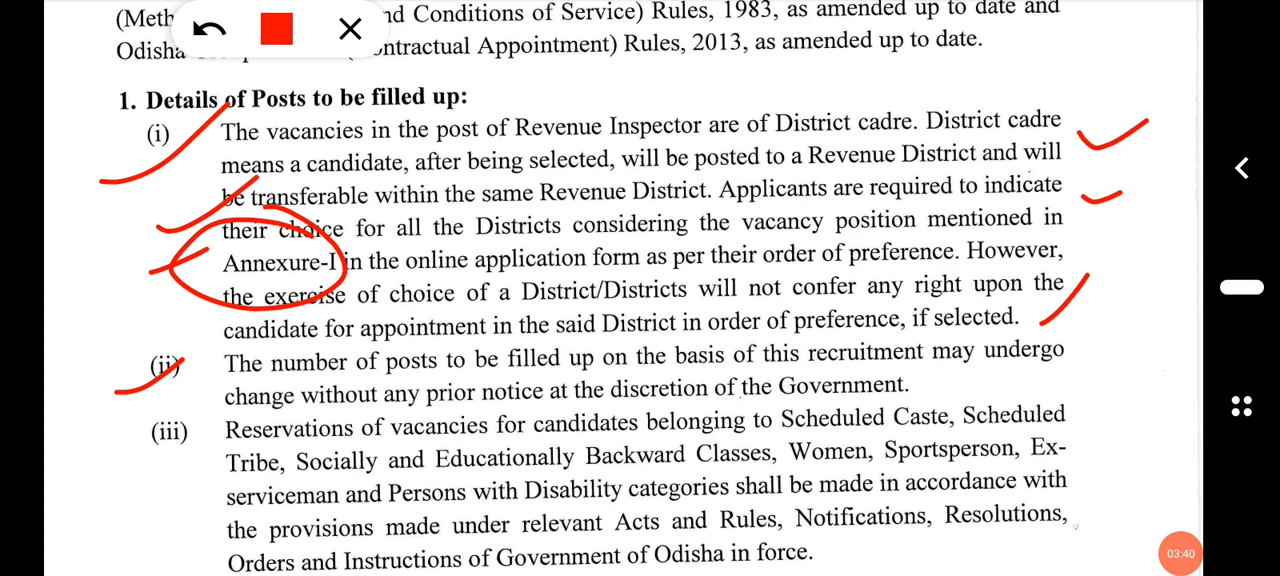 (Meth nd Conditions of Service) Rules, 1983, as amended up to date and
Odisha ontractual Appointment) Rules, 2013, as amended up to date.
1. Details of Posts to be filled up:
(i) The vacancies in the post of Revenue Inspector are of District cadre. District cadre
means a candidate, after being selected, will be posted to a Revenue District and will
be transferable within the same Revenue District. Applicants are required to indicate
their choice for all the Districts considering the vacancy position mentioned in
Annexure-I in the online application form as per their order of preference. However,
the exercise of choice of a District/Districts will not confer any right upon the
candidate for appointment in the said District in order of preference, if selected.
(ii) The number of posts to be filled up on the basis of this recruitment may undergo
change without any prior notice at the discretion of the Government.
(iii) Reservations of vacancies for candidates belonging to Scheduled Caste, Scheduled
Tribe, Socially and Educationally Backward Classes, Women, Sportsperson, Ex-
serviceman and Persons with Disability categories shall be made in accordance with
the provisions made under relevant Acts and Rules, Notifications, Resolutions,
Orders and Instructions of Government of Odisha in force.
03:40